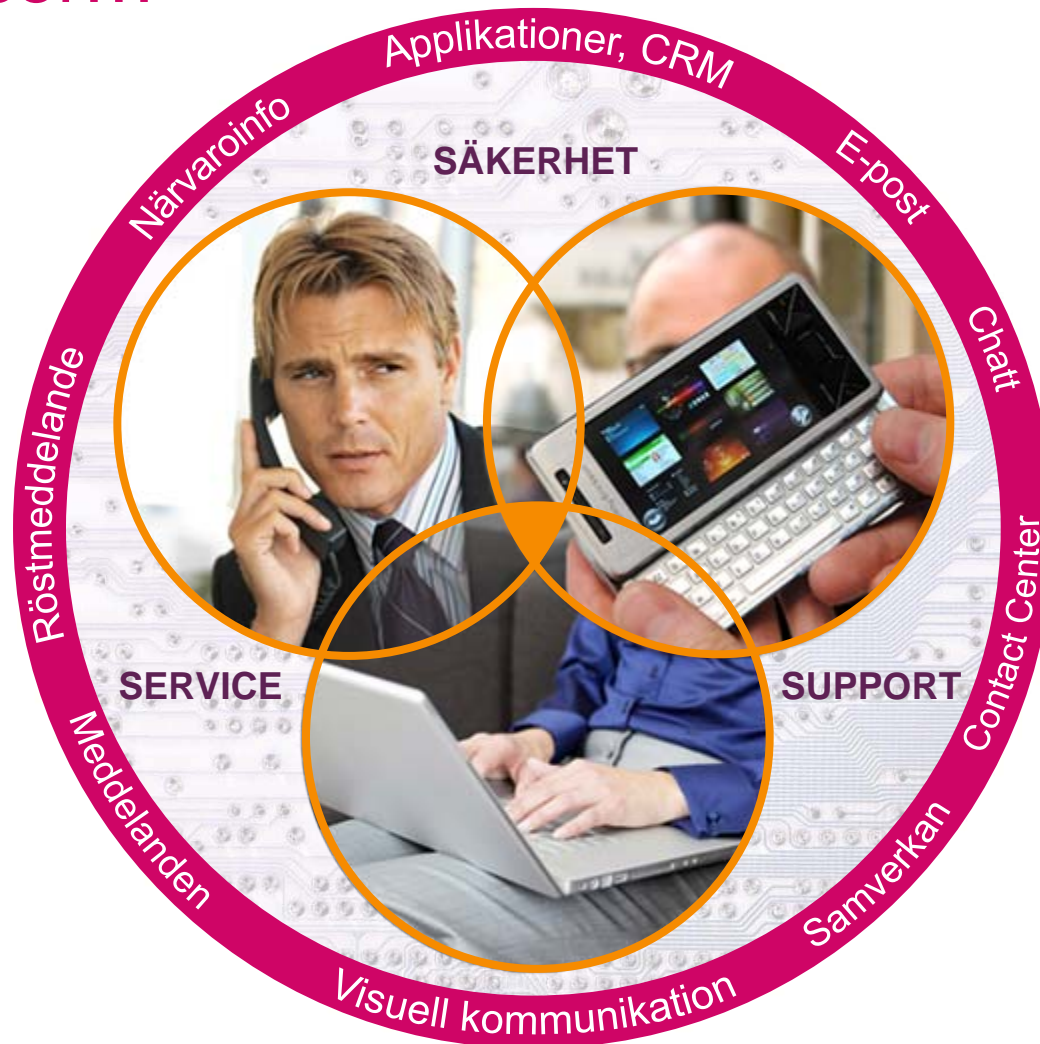 Applikationer, CRM
E-post
Chatt
Contact Center
Samverkan
Visuell kommunikation
Meddelanden
Röstmeddelande
Närvaroinfo
SÄKERHET
SERVICE
SUPPORT